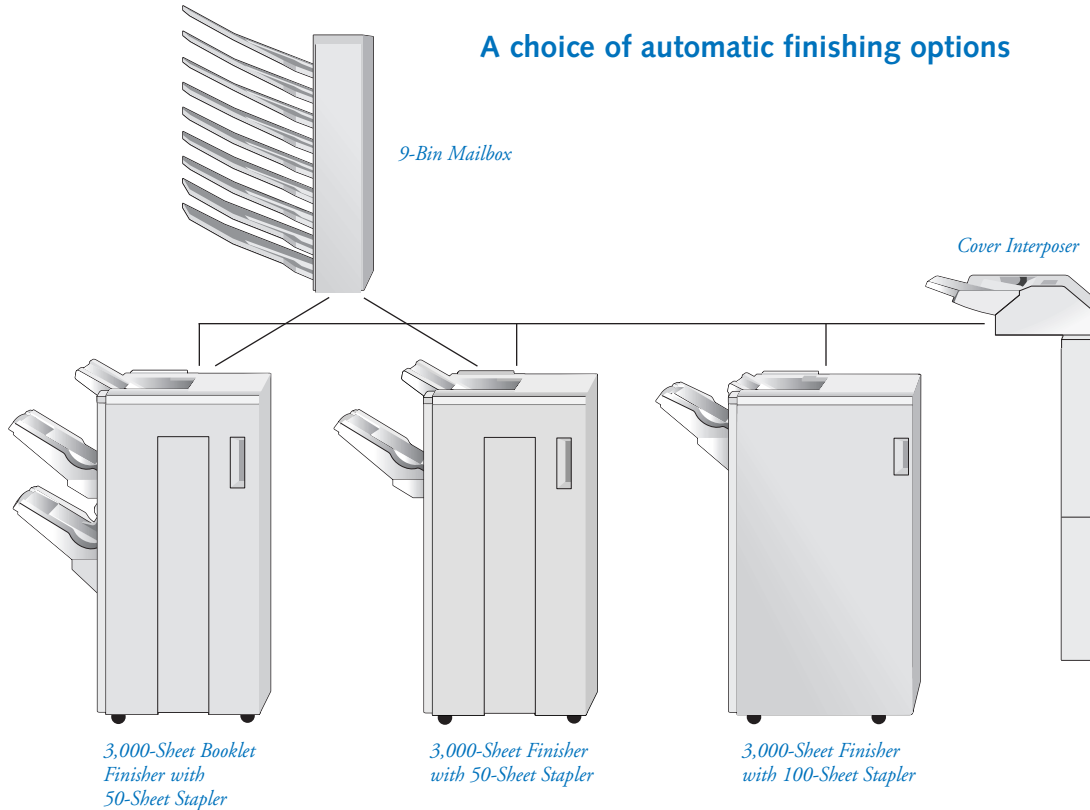 A choice of automatic finishing options
9-Bin Mailbox
Cover Interposer
3,000-Sheet Booklet
Finisher with
50-Sheet Stapler
3,000-Sheet Finisher
with 50-Sheet Stapler
3,000-Sheet Finisher
with 100-Sheet Stapler